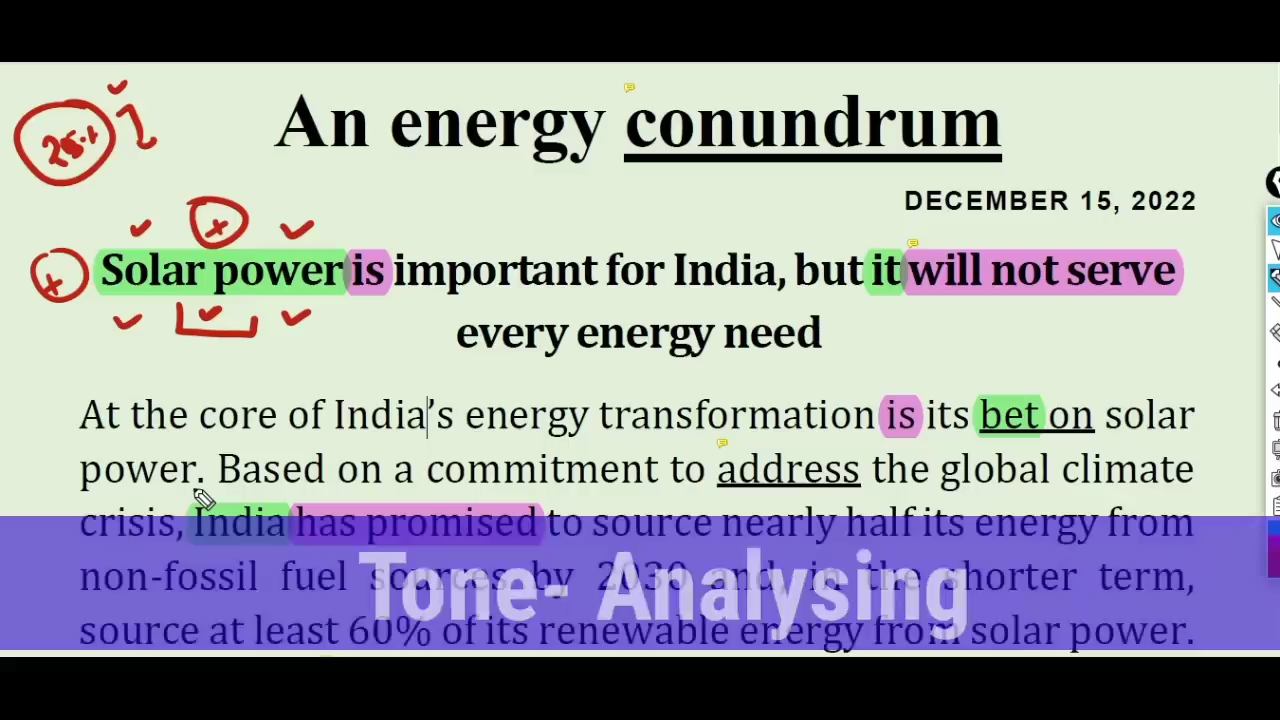 An energy conundrum
DECEMBER 15, 2022
Solar power is important for India, but it will not serve
every energy need
At the core of India's energy transformation is its bet on solar
power. Based on a commitment to address the global climate
crisis, India has promised to source nearly half its energy from
non-fossil fuel sources by 2030 and, in the shorter term,
source at least 60% of its renewable energy from solar power.
Tone- Analysing